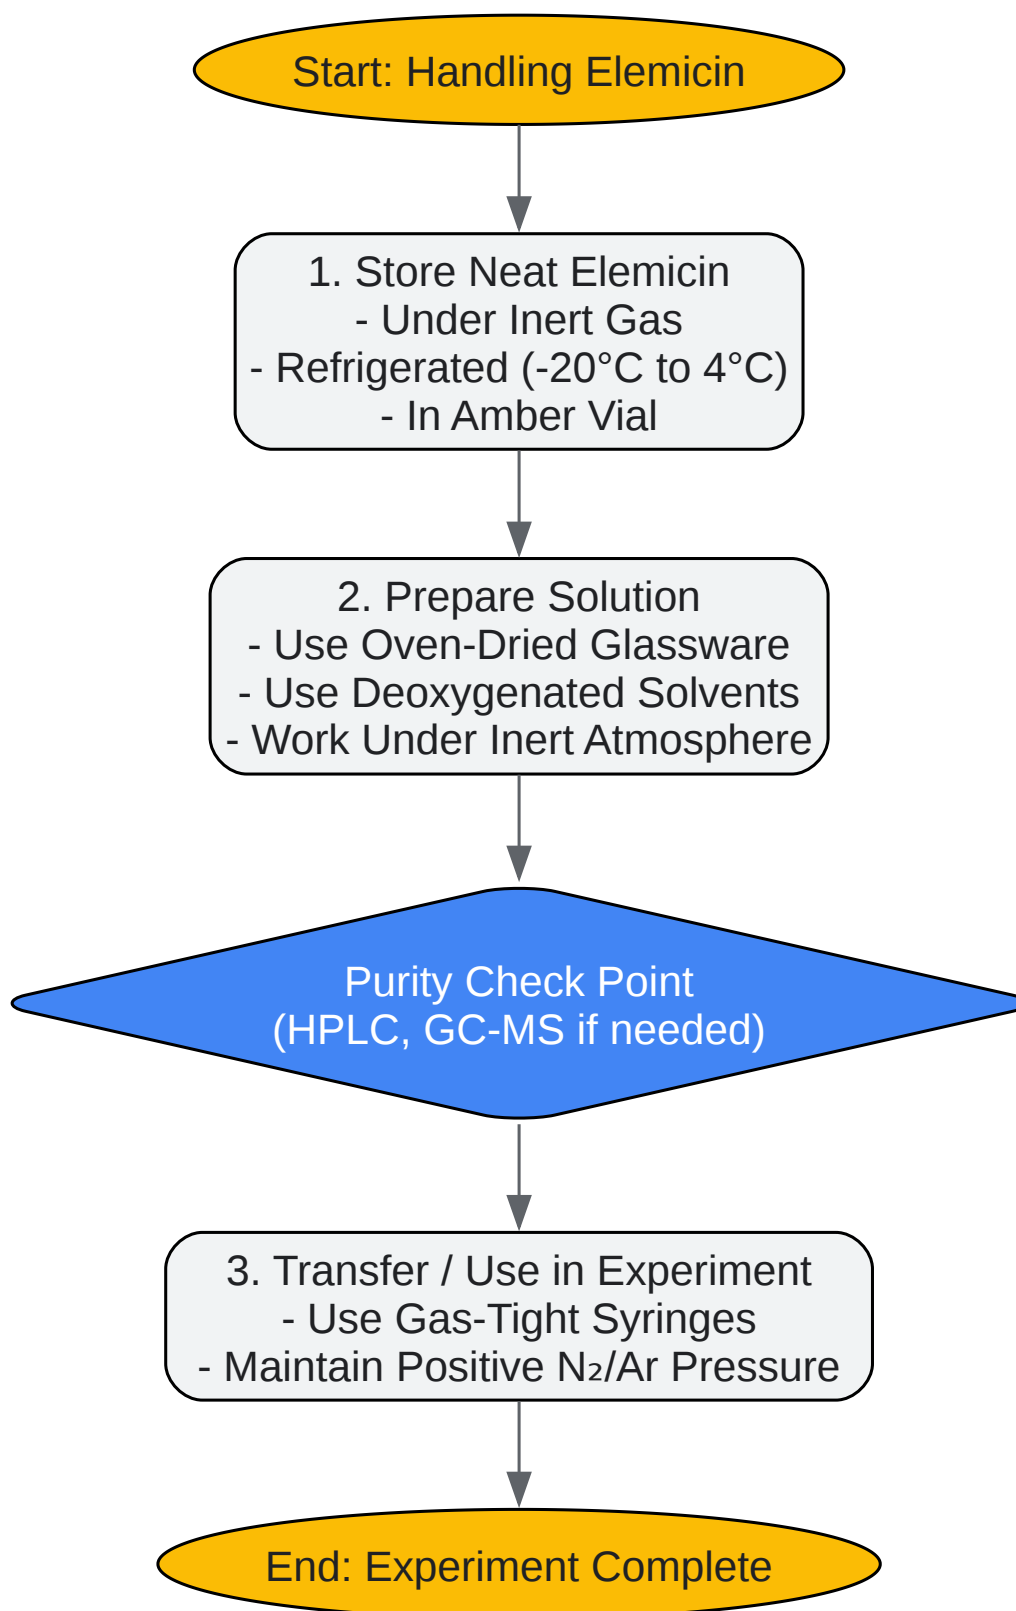 Start: Handling Elemicin
1. Store Neat Elemicin
- Under Inert Gas
- Refrigerated (-20°C to 4°C)
- In Amber Vial
2. Prepare Solution
- Use Oven-Dried Glassware
- Use Deoxygenated Solvents
- Work Under Inert Atmosphere
Purity Check Point
(HPLC, GC-MS if needed)
3. Transfer / Use in Experiment
- Use Gas-Tight Syringes
- Maintain Positive N₂/Ar Pressure
End: Experiment Complete